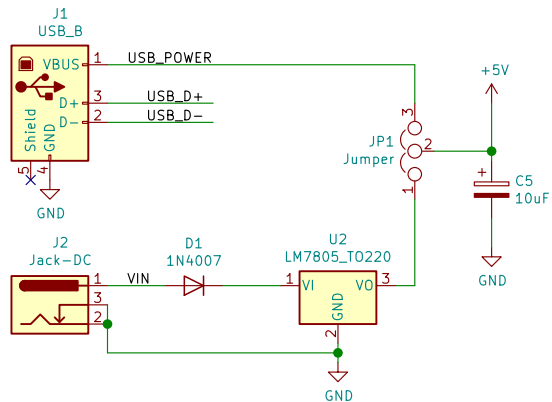 J1
USB_B
VBUS
1
USB_POWER
D+
3
USB_D+
D-
2
USB_D-
Shield
GND
5
4
GND
+5V
3
JP1
2
Jumper
1
+
C5
10uF
GND
J2
Jack-DC
1
VIN
3
2
D1
1N4007
U2
LM7805_TO220
1
VI
VO
3
GND
2
GND